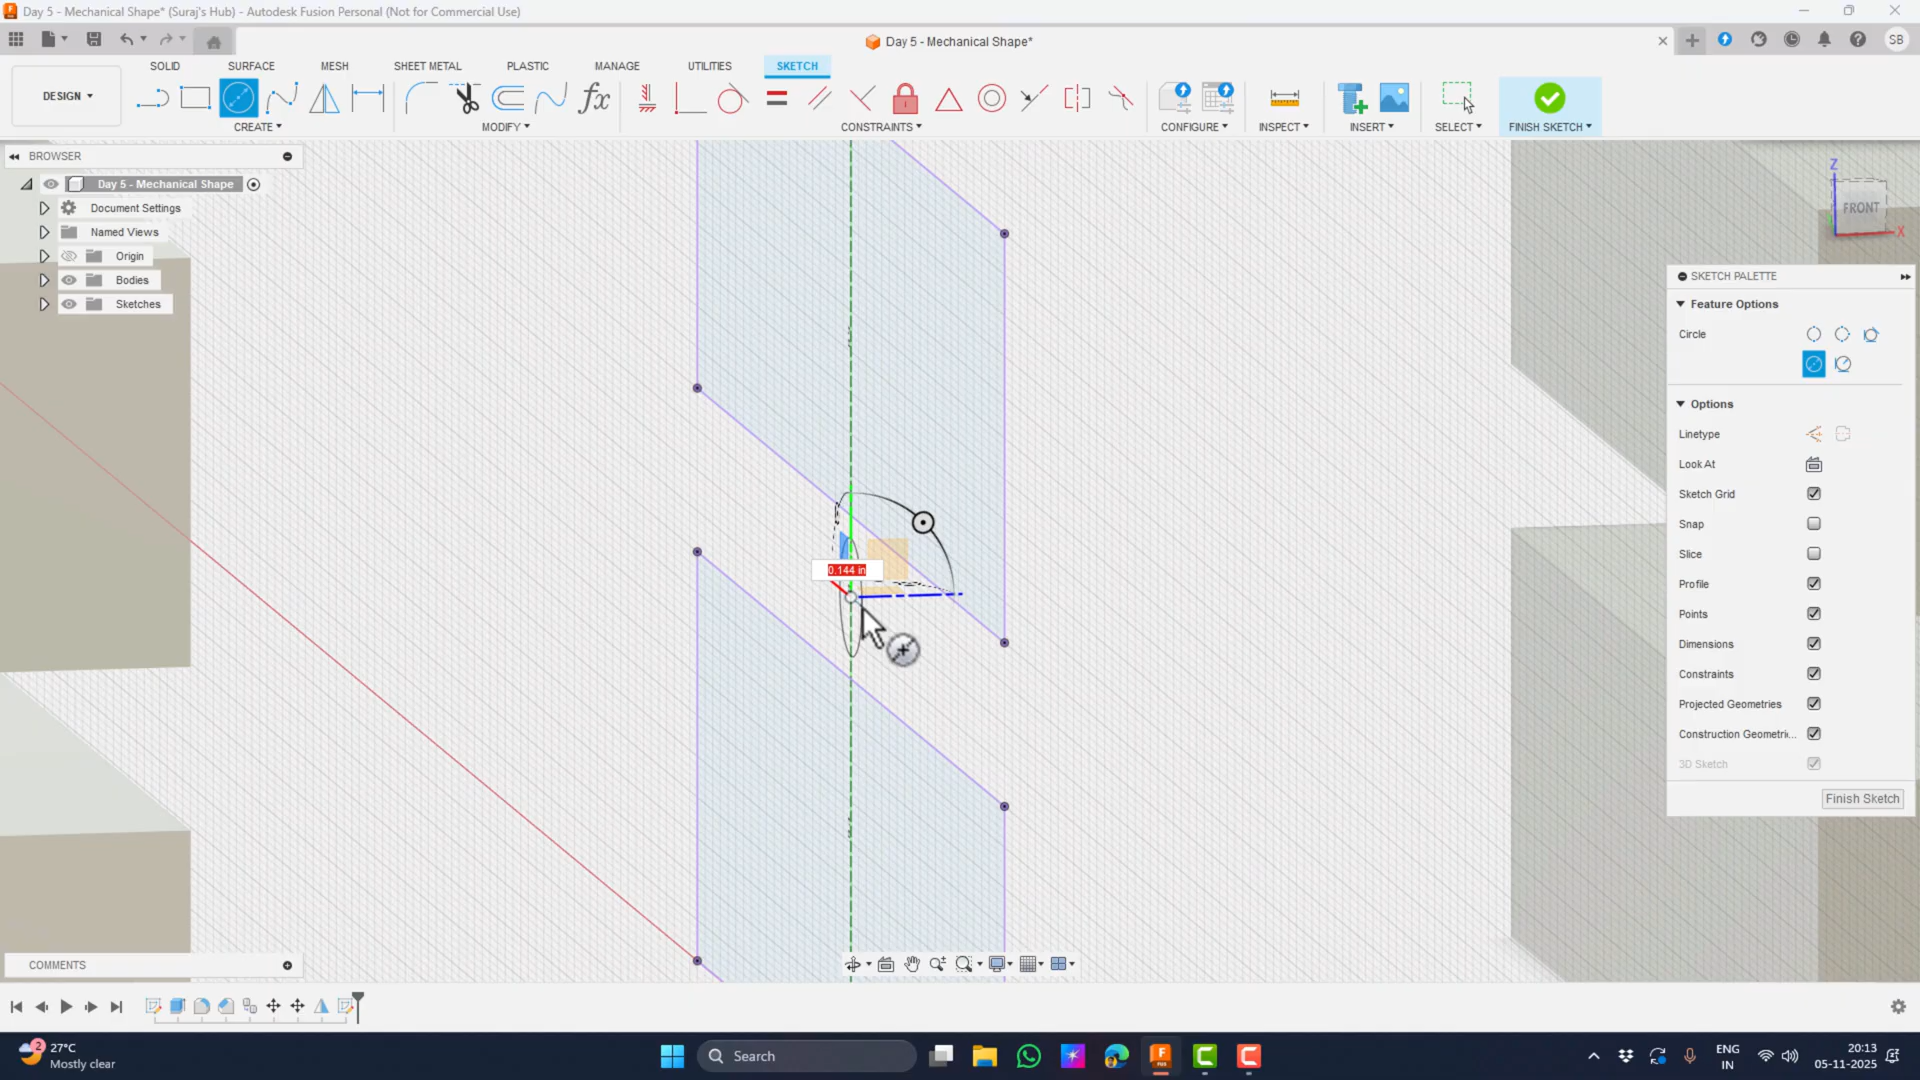 Day 5 - Mechanical Shape* (Suraj's Hub) - Autodesk Fusion Personal (Not for Commercial Use)
Day 5 - Mechanical Shape*
SB
DESIGN
SOLID
SURFACE
MESH
SHEET METAL
PLASTIC
MANAGE
UTILITIES
SKETCH
fx
CREATE
MODIFY
CONSTRAINTS
CONFIGURE
INSPECT
INSERT
SELECT
FINISH SKETCH
BROWSER
Day 5 - Mechanical Shape
Document Settings
Named Views
Origin
Bodies
Sketches
Z
FRONT
X
SKETCH PALETTE
Feature Options
Circle
Options
Linetype
Look At
Sketch Grid
Snap
Slice
Profile
Points
Dimensions
Constraints
Projected Geometries
Construction Geometri...
3D Sketch
Finish Sketch
0.144 in
COMMENTS
2
27°C
Mostly clear
Search
ENG
IN
20:13
05-11-2025